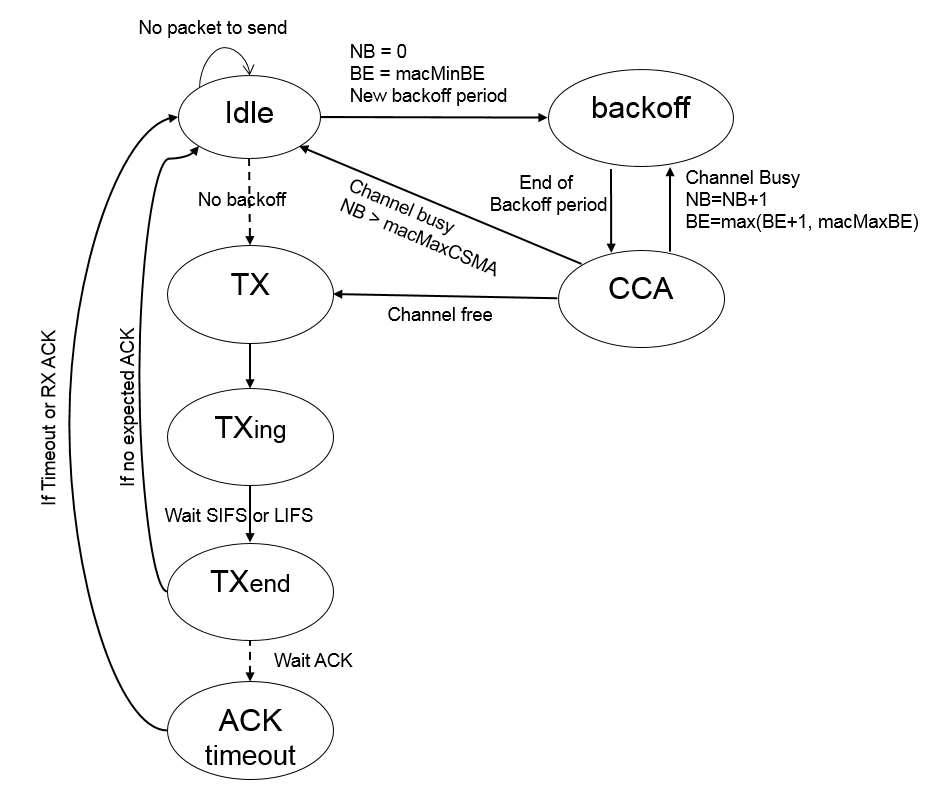 No packet to send
NB = 0
BE = macMinBE
New backoff period
Idle
backoff
No backoff
Channel busy
NB > macMaxCSMA
End of
Backoff period
Channel Busy
NB=NB+1
BE=max(BE+1, macMaxBE)
TX
CCA
Channel free
If Timeout or RX ACK
If no expected ACK
TXing
Wait SIFS or LIFS
TXend
Wait ACK
ACK
timeout